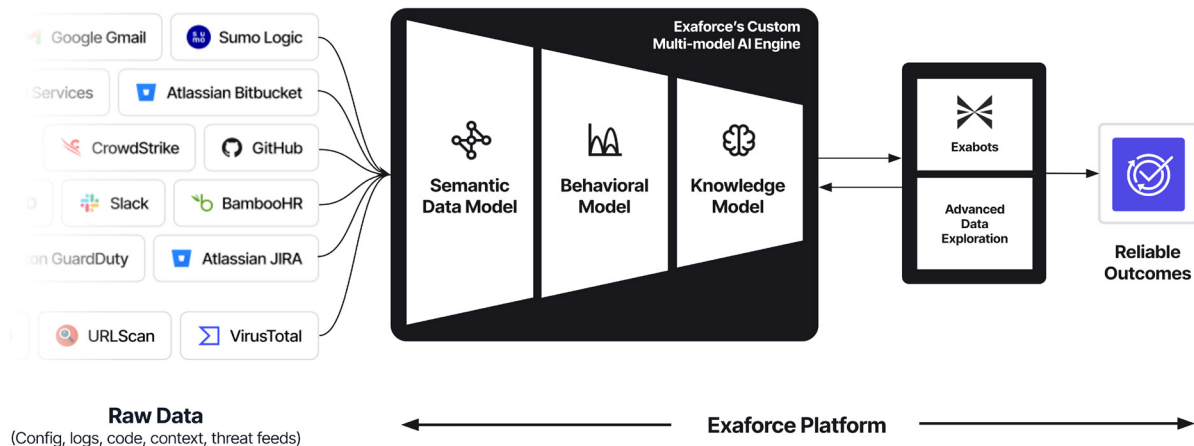 Google Gmail
Sumo Logic
Services
Atlassian Bitbucket
CrowdStrike
GitHub
Slack
BambooHR
GuardDuty
Atlassian JIRA
URLScan
VirusTotal
Raw Data
(Config, logs, code, context, threat feeds)
Exaforce's Custom
Multi-model AI Engine
Semantic
Data Model
Behavioral
Model
Knowledge
Model
Exabots
Advanced
Data
Exploration
Reliable
Outcomes
Exaforce Platform